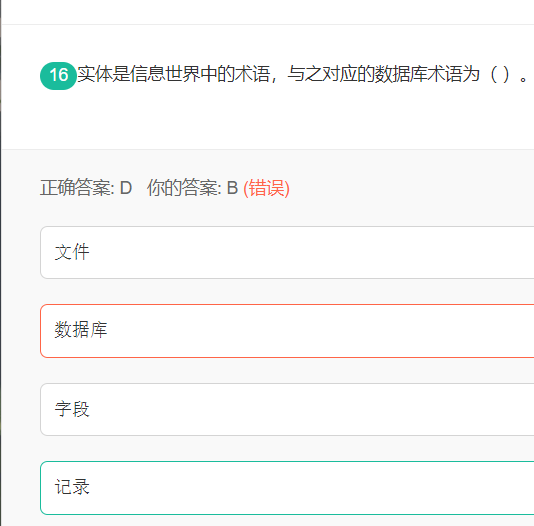 16 实体是信息世界中的术语，与之对应的数据库术语为（ ）。
正确答案: D 你的答案: B (错误)
文件
数据库
字段
记录